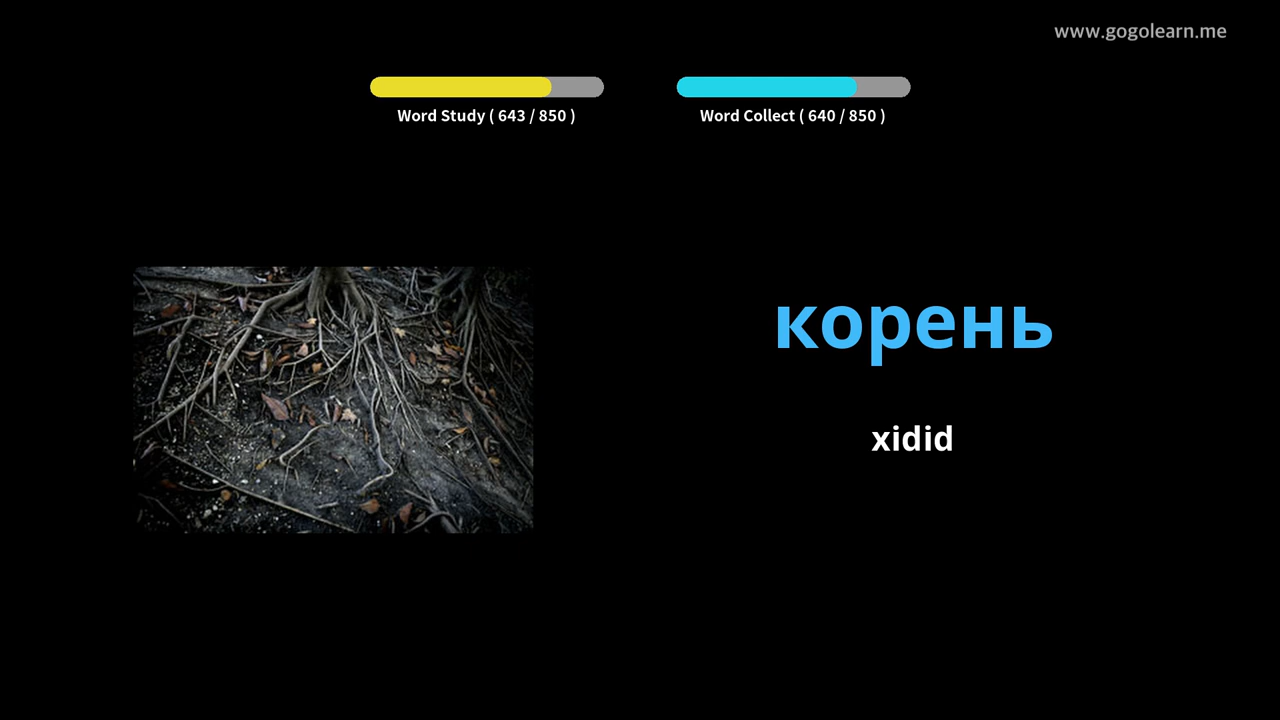 www.gogolearn.me
Word Study ( 643 / 850 )
Word Collect ( 640 / 850 )
корень
xidid